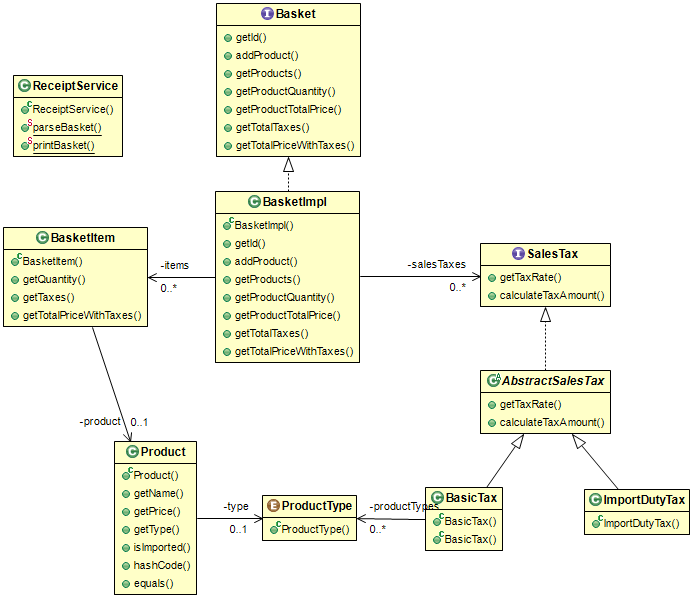 Basket
getId()
addProduct()
getProducts()
getProductQuantity()
getProductTotalPrice()
getTotalTaxes()
getTotalPriceWithTaxes()
ReceiptService
ReceiptService()
parseBasket()
printBasket()
BasketImpl
BasketImpl()
getId()
addProduct()
getProducts()
getProductQuantity()
getProductTotalPrice()
getTotalTaxes()
getTotalPriceWithTaxes()
BasketItem
BasketItem()
getQuantity()
getTaxes()
getTotalPriceWithTaxes()
-items
0..*
-salesTaxes
0..*
SalesTax
getTaxRate()
calculateTaxAmount()
AbstractSalesTax
getTaxRate()
calculateTaxAmount()
-product
0..1
Product
Product()
getName()
getPrice()
getType()
isImported()
hashCode()
equals()
-type
0..1
ProductType
ProductType()
-productTypes
0..*
BasicTax
BasicTax()
BasicTax()
ImportDutyTax
ImportDutyTax()